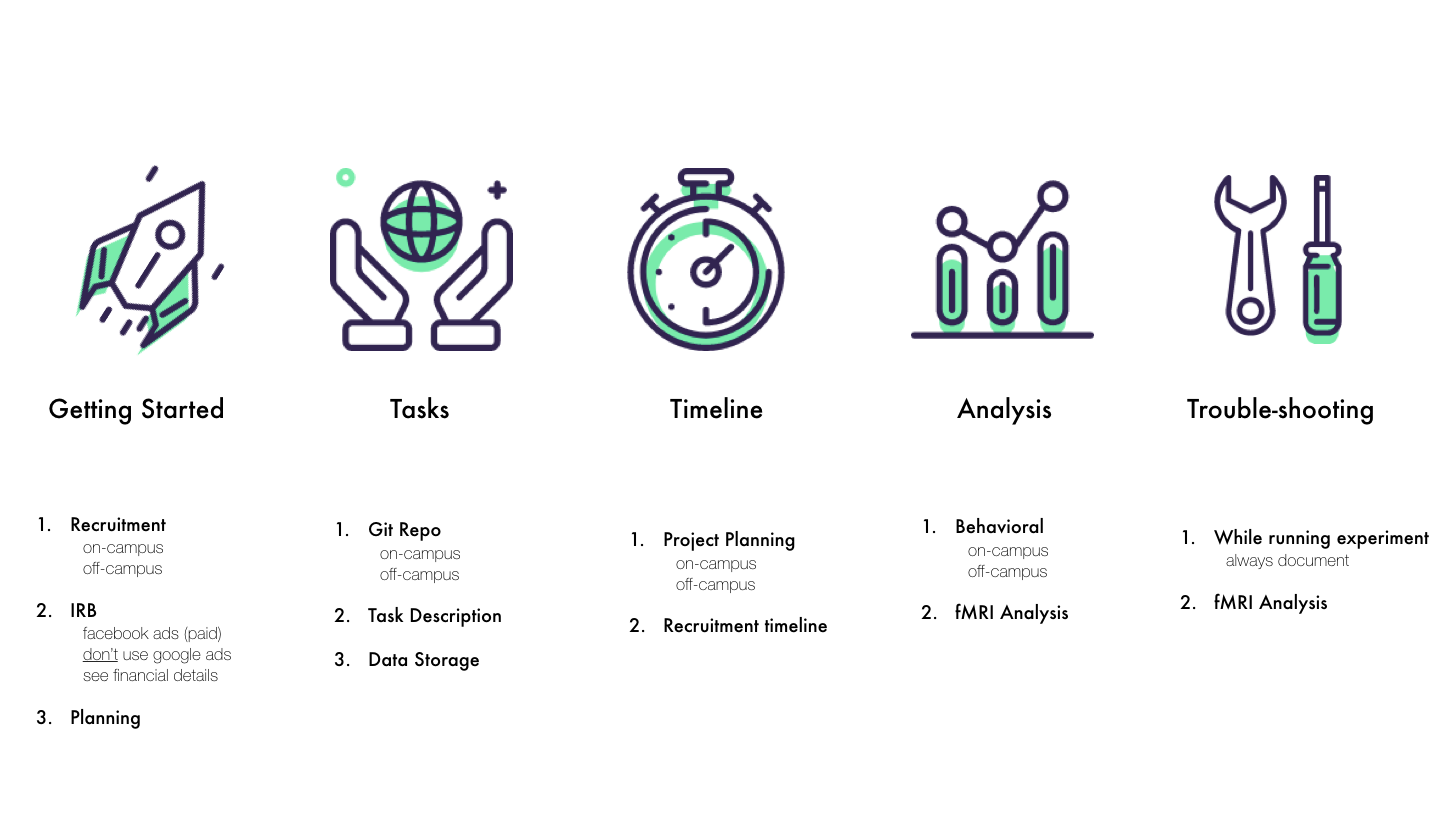 Getting Started
1. Recruitment
on-campus
off-campus
2. IRB
facebook ads (paid)
don't use google ads
see financial details
3. Planning
Tasks
1. Git Repo
on-campus
off-campus
2. Task Description
3. Data Storage
Timeline
1. Project Planning
on-campus
off-campus
2. Recruitment timeline
Analysis
1. Behavioral
on-campus
off-campus
2. fMRI Analysis
Trouble-shooting
1. While running experiment
always document
2. fMRI Analysis